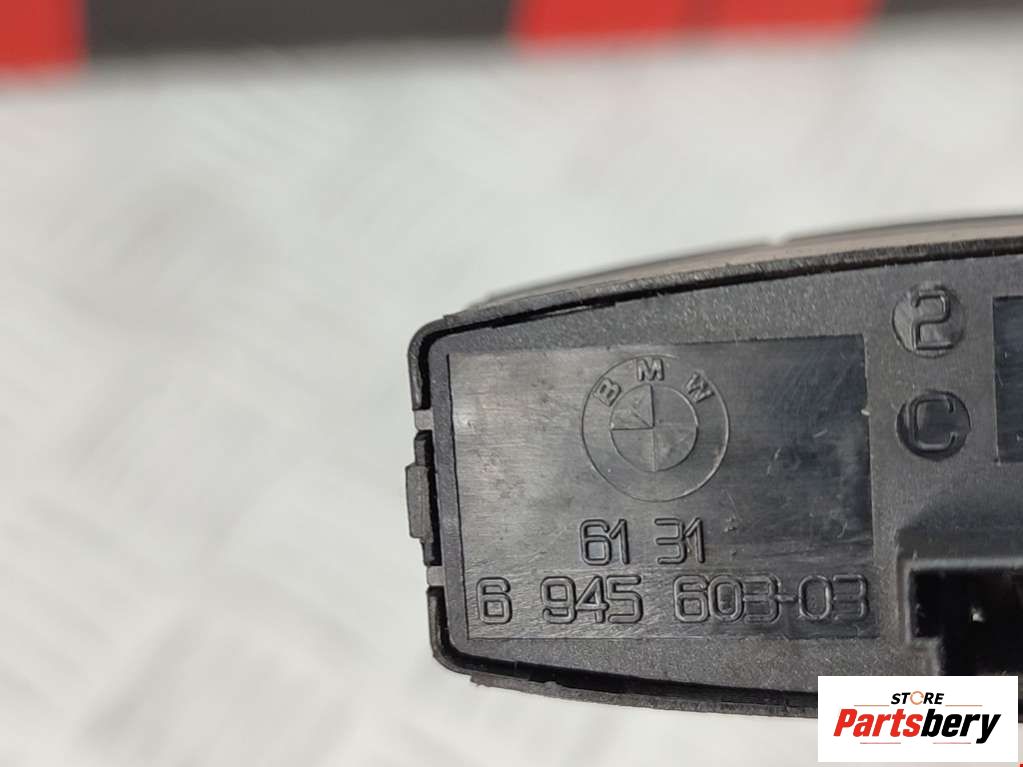 2
C
BMW
61 31
6 945 603-03
STORE
Partsbery